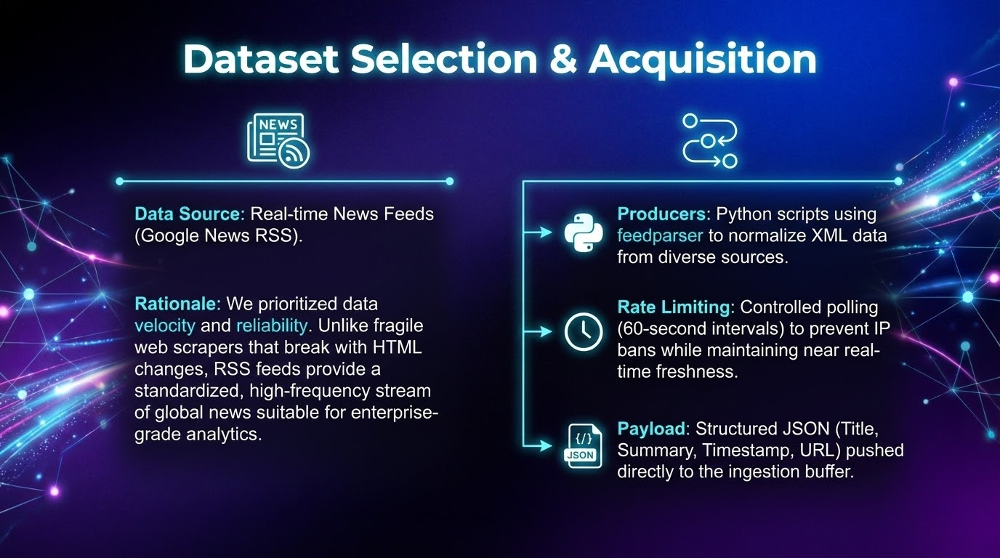 Dataset Selection & Acquisition
NEWS
Data Source: Real-time News Feeds
(Google News RSS).
Rationale: We prioritized data
velocity and reliability. Unlike fragile
web scrapers that break with HTML
changes, RSS feeds provide a
standardized, high-frequency stream
of global news suitable for enterprise-
grade analytics.
Producers: Python scripts using
feedparser to normalize XML data
from diverse sources.
Rate Limiting: Controlled polling
(60-second intervals) to prevent IP
bans while maintaining near real-
time freshness.
{/}
JSON
Payload: Structured JSON (Title,
Summary, Timestamp, URL) pushed
directly to the ingestion buffer.